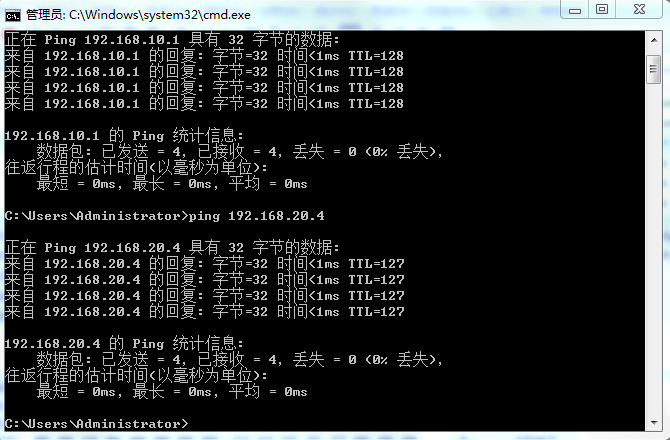 管理员: C:\Windows\system32\cmd.exe
正在 Ping 192.168.10.1 具有 32 字节的数据:
来自 192.168.10.1 的回复: 字节=32 时间<1ms TTL=128
来自 192.168.10.1 的回复: 字节=32 时间<1ms TTL=128
来自 192.168.10.1 的回复: 字节=32 时间<1ms TTL=128
来自 192.168.10.1 的回复: 字节=32 时间<1ms TTL=128
192.168.10.1 的 Ping 统计信息:
数据包: 已发送 = 4, 已接收 = 4, 丢失 = 0 (0% 丢失),
往返行程的估计时间(以毫秒为单位):
最短 = 0ms, 最长 = 0ms, 平均 = 0ms
C:\Users\Administrator>ping 192.168.20.4
正在 Ping 192.168.20.4 具有 32 字节的数据:
来自 192.168.20.4 的回复: 字节=32 时间<1ms TTL=127
来自 192.168.20.4 的回复: 字节=32 时间<1ms TTL=127
来自 192.168.20.4 的回复: 字节=32 时间<1ms TTL=127
来自 192.168.20.4 的回复: 字节=32 时间<1ms TTL=127
192.168.20.4 的 Ping 统计信息:
数据包: 已发送 = 4, 已接收 = 4, 丢失 = 0 (0% 丢失),
往返行程的估计时间(以毫秒为单位):
最短 = 0ms, 最长 = 0ms, 平均 = 0ms
C:\Users\Administrator>